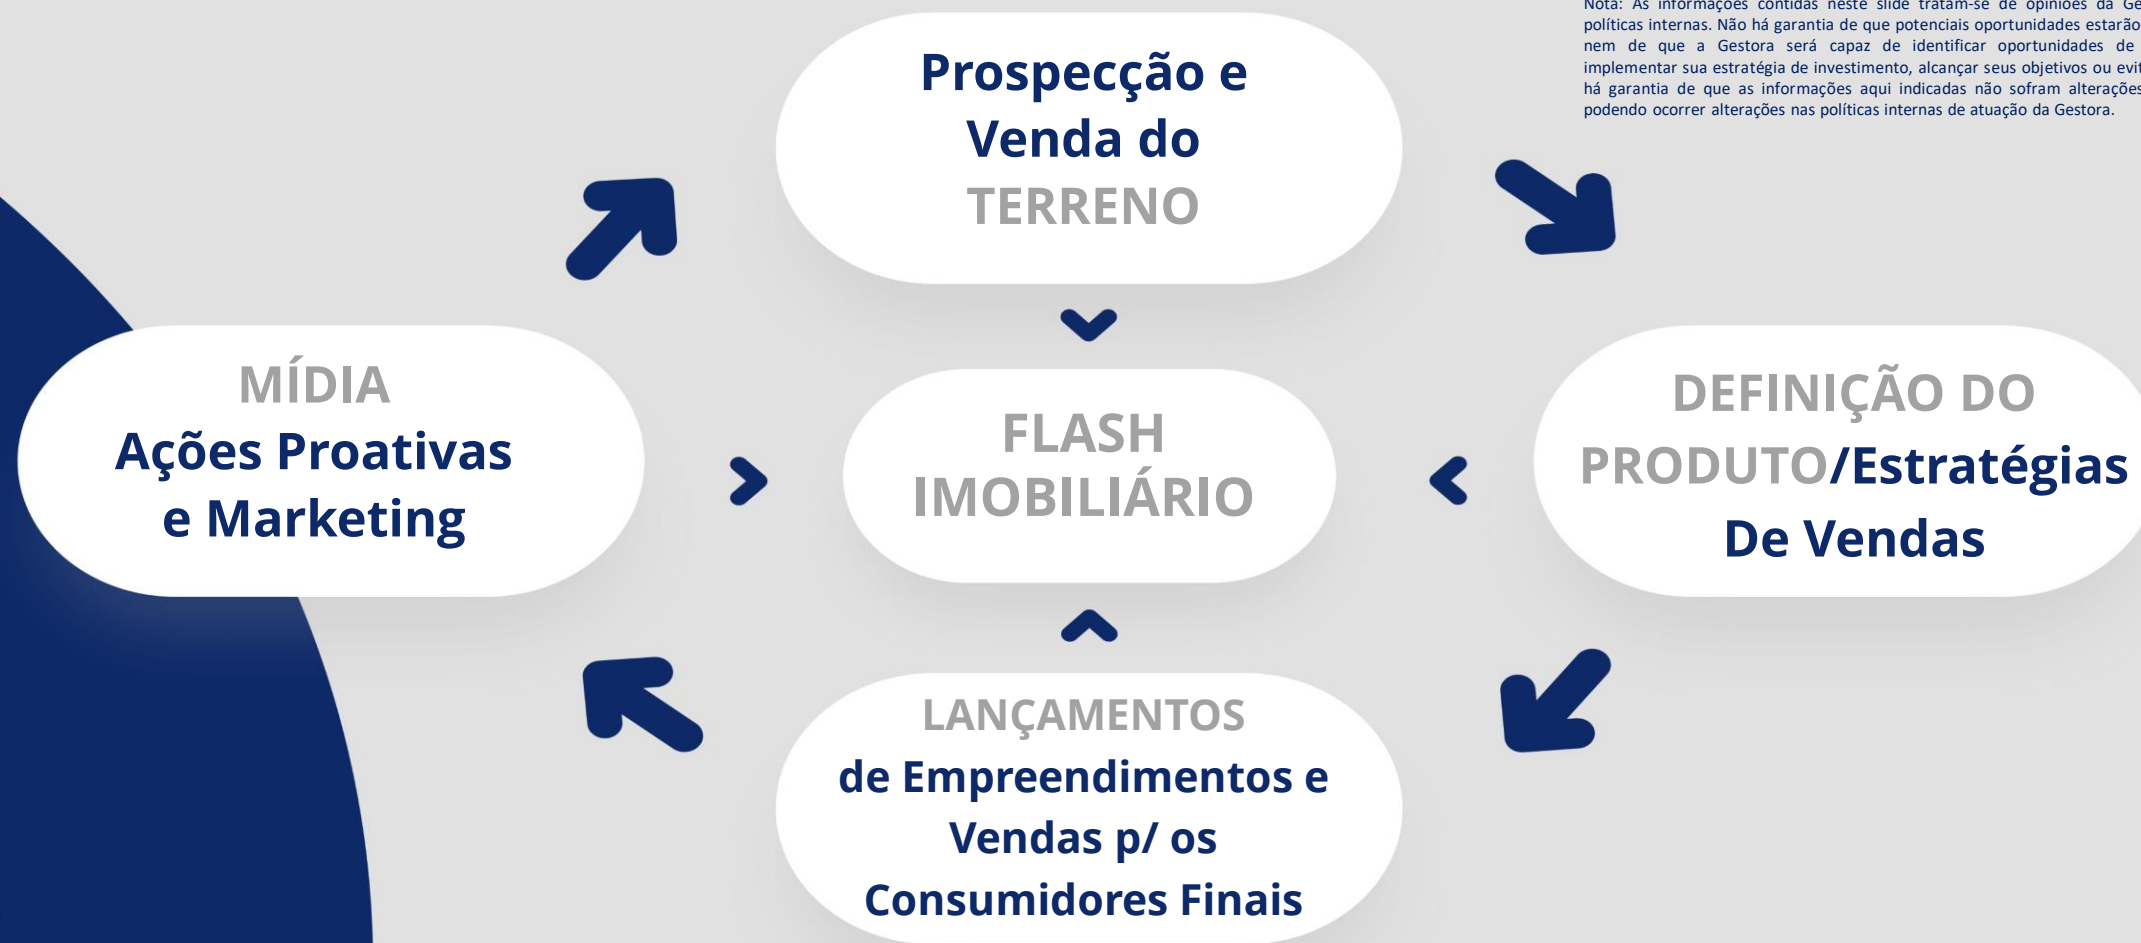 Nota: As informações contidas neste slide tratam-se de opiniões da
políticas internas. Não há garantia de que potenciais oportunidades estarão
nem de que a Gestora será capaz de identificar oportunidades de
implementar sua estratégia de investimento, alcançar seus objetivos ou
há garantia de que as informações aqui indicadas não sofram alterações
podendo ocorrer alterações nas políticas internas de atuação da Gestora.
Prospecção e
Venda do
TERRENO
MÍDIA
Ações Proativas
e Marketing
FLASH
IMOBILIÁRIO
DEFINIÇÃO DO
PRODUTO/Estratégias
De Vendas
LANÇAMENTOS
de Empreendimentos e
Vendas p/ os
Consumidores Finais